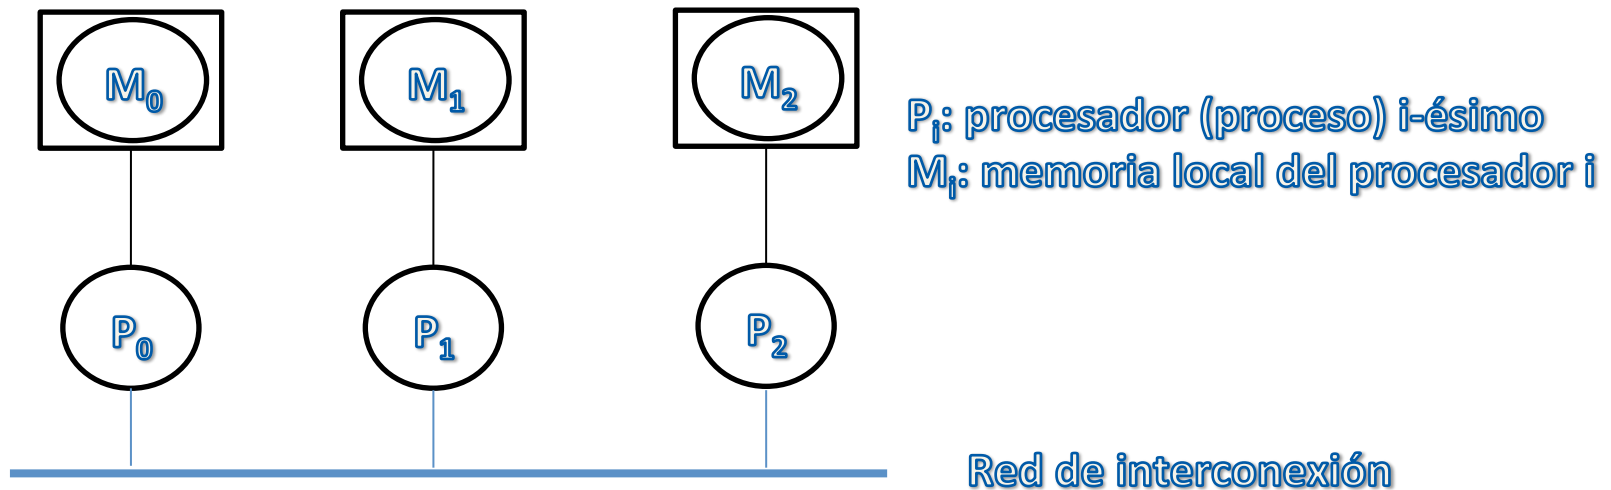 M₀
M₁
M₂
Pᵢ: procesador (proceso) i-ésimo
Mᵢ: memoria local del procesador i
P₀
P₁
P₂
Red de interconexión